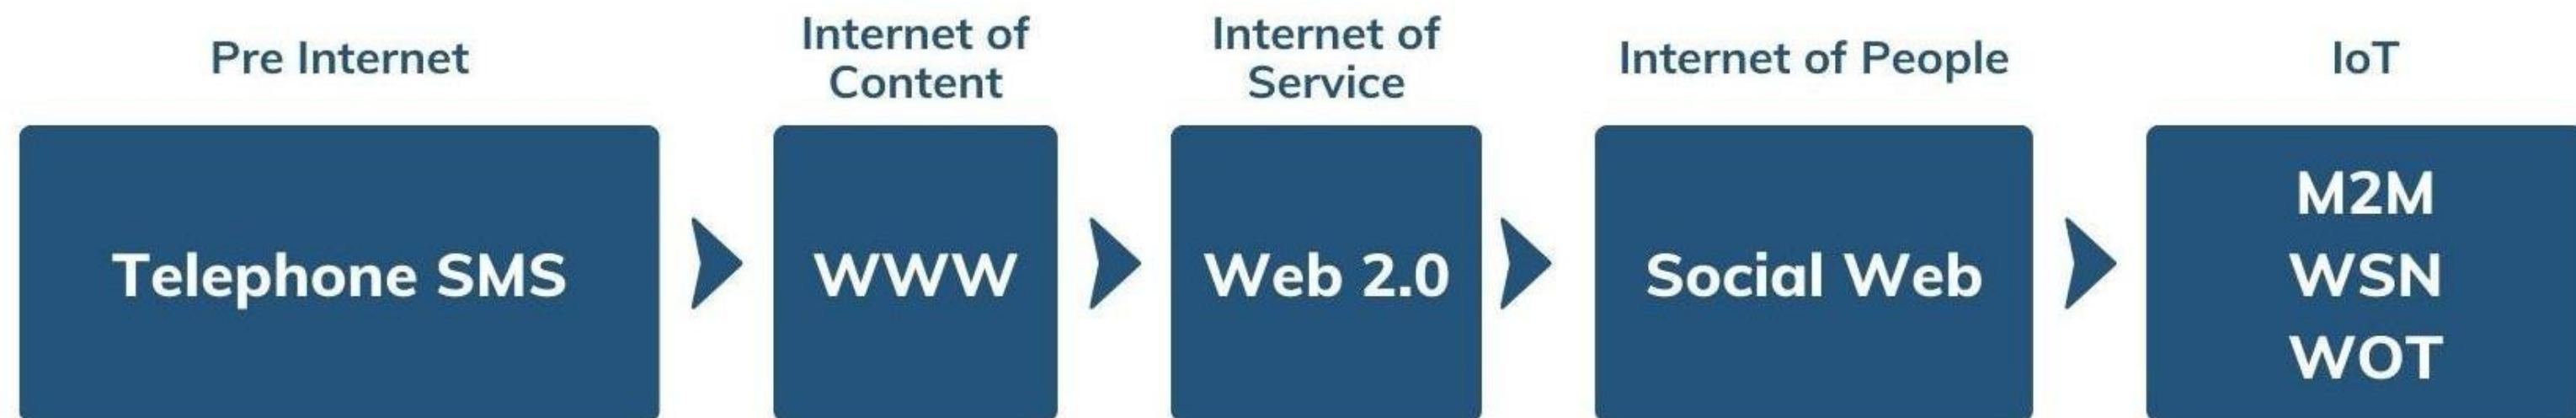 Pre Internet
Telephone SMS
Internet of
Content
WWW
Internet of
Service
Web 2.0
Internet of People
Social Web
IoT
M2M
WSN
WOT